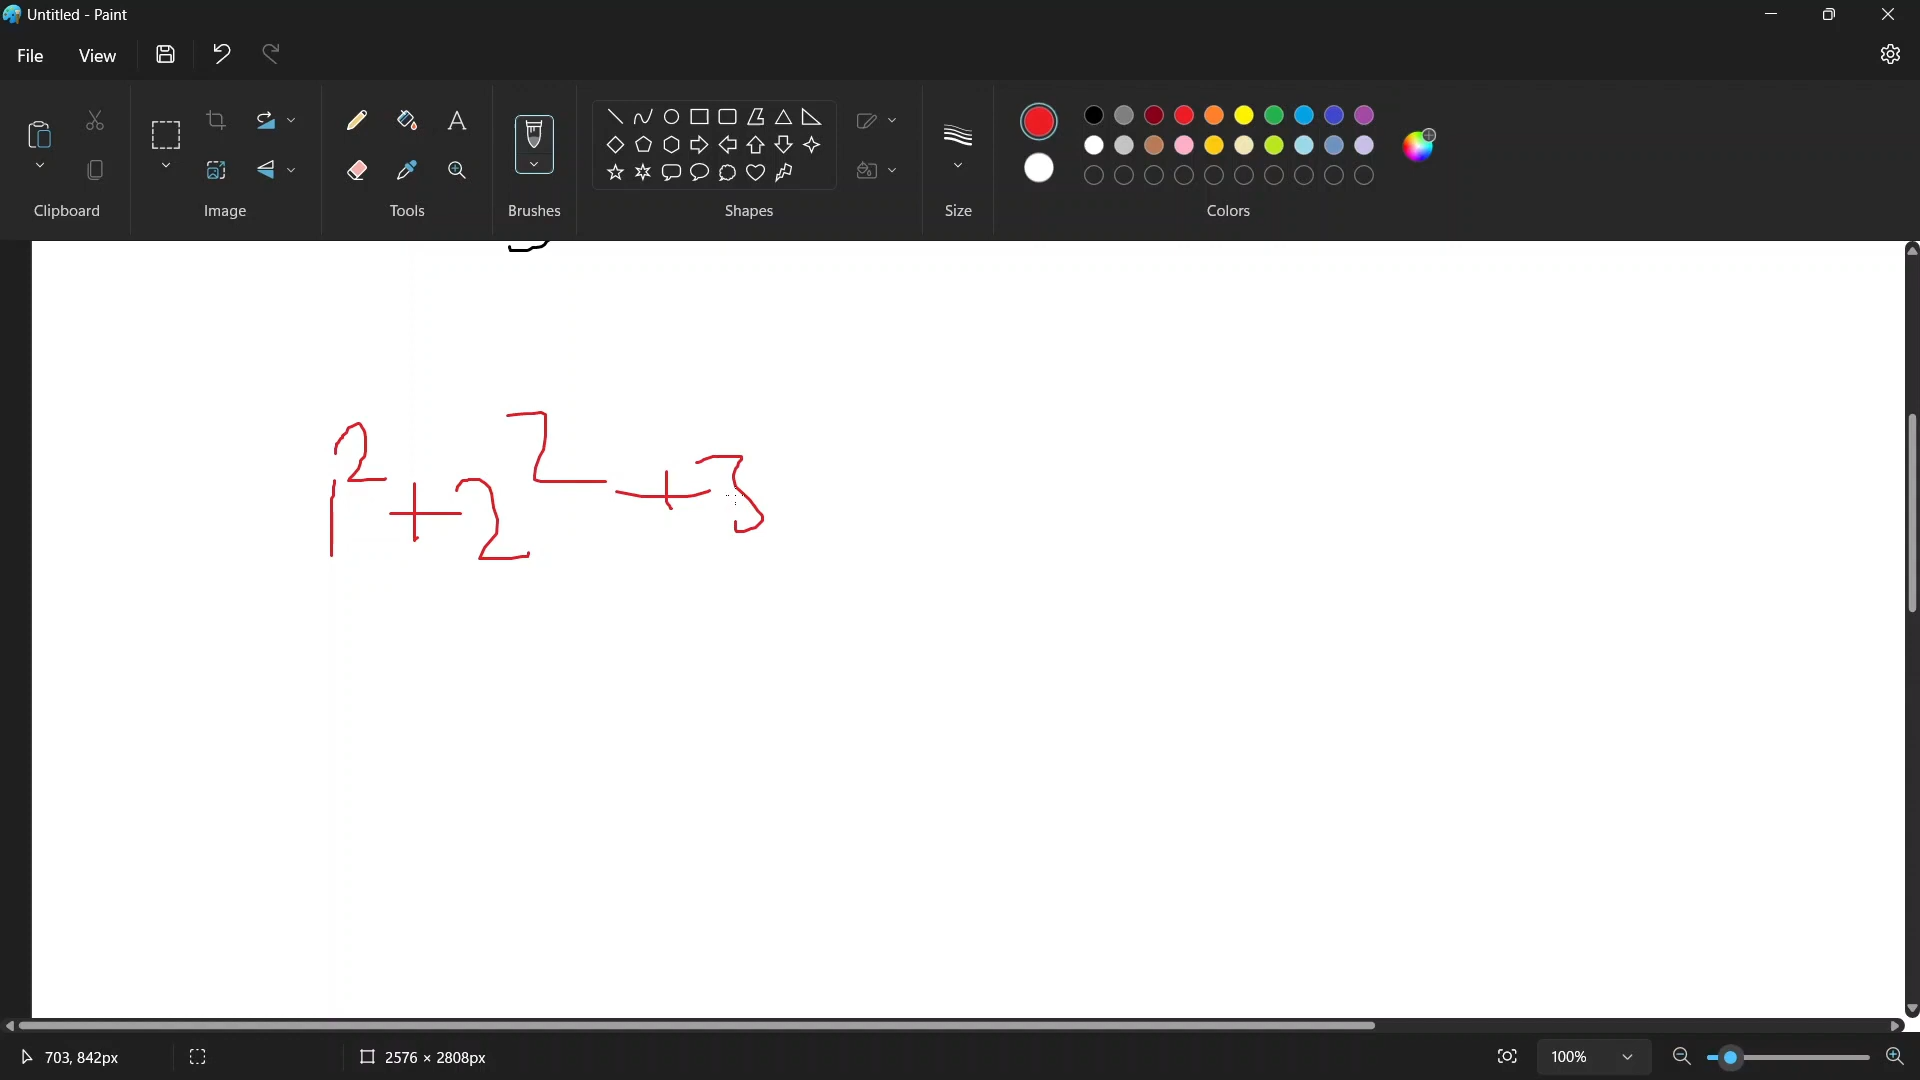 Untitled - Paint
File View
Clipboard Image Tools Brushes Shapes Size Colors
1² + 2² + 3
703, 842px 2576 × 2808px 100%